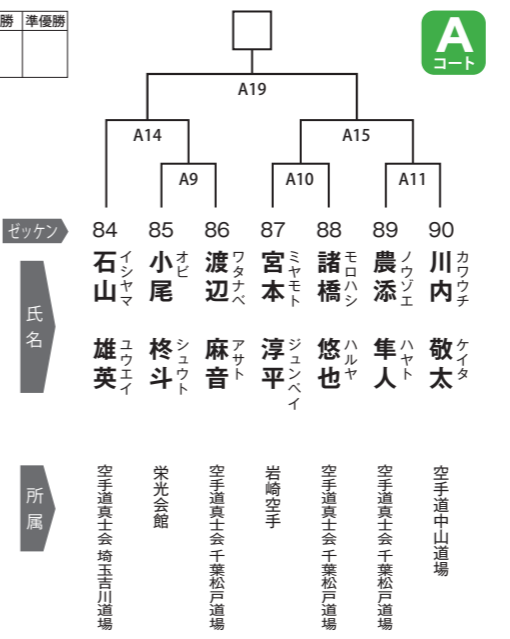 勝 準優勝
A
コート
A19
A14 A15
A9 A10 A11
ゼッケン 84 85 86 87 88 89 90
氏名
石山 雄英
イシヤマ ユウエイ
小尾 柊斗
オビ シュウト
渡辺 麻音
ワタナベ アサト
宮本 淳平
ミヤモト ジュンペイ
諸橋 悠也
モロハシ ハルヤ
農添 隼人
ノウゾエ ハヤト
川内 敬太
カワウチ ケイタ
所属
空手道真士会 埼玉吉川道場
栄光会館
空手道真士会 千葉松戸道場
岩崎空手
空手道真士会 千葉松戸道場
空手道真士会 千葉松戸道場
空手道中山道場